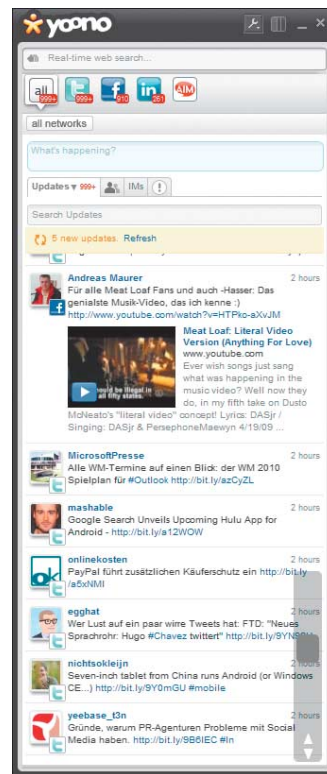 yoono
Real-time web search...
all
999+
999+
910
251
AIM
all networks
What's happening?
Updates 999+ IMs
Search Updates
5 new updates. Refresh
Andreas Maurer 2 hours
Für alle Meat Loaf Fans und auch -Hasser: Das
genialste Musik-Video, das ich kenne :)
http://www.youtube.com/watch?v=HTPko-aXvJM
Meat Loaf: Literal Video
Version (Anything For Love)
www.youtube.com
Ever wish songs just sang
what was happening in the
music video? Well now they
do, in my fifth take on Dusto
McNeato's "literal video" concept! Lyrics: DASjr /
Singing: DASjr & PersephoneMaewyn 4/19/09 ...
should be illegal in
all fifty states.
MicrosoftPresse 2 hours
Alle WM-Termine auf einen Blick: der WM 2010
Spielplan für #Outlook http://bit.ly/azCyZL
mashable 2 hours
Google Search Unveils Upcoming Hulu App for
Android - http://bit.ly/a12WOW
onlinekosten 2 hours
PayPal führt zusätzlichen Käuferschutz ein http://bit.ly
/a5xNMI
ok
egghat 2 hours
Wer Lust auf ein paar wirre Tweets hat: FTD: "Neues
Sprachrohr: Hugo #Chavez twittert"
nichtsokleijn 2 hours
Seven-inch tablet from China runs Android (or Windows
CE...) http://bit.ly/9Y0mGU #mobile
yeebase_t3n 2 hours
Gründe, warum PR-Agenturen Probleme mit Social
Media haben. http://bit.ly/9B6IEC #In